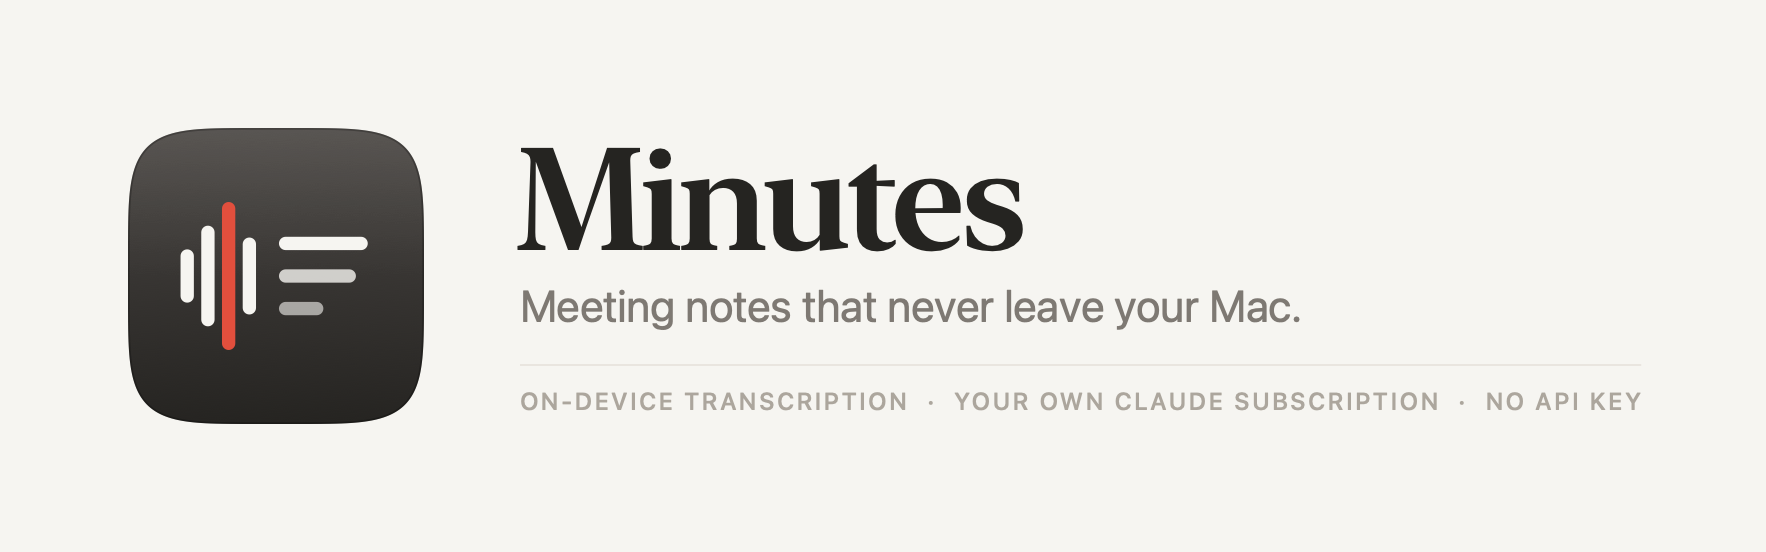 Minutes
Meeting notes that never leave your Mac.
ON-DEVICE TRANSCRIPTION · YOUR OWN CLAUDE SUBSCRIPTION · NO API KEY